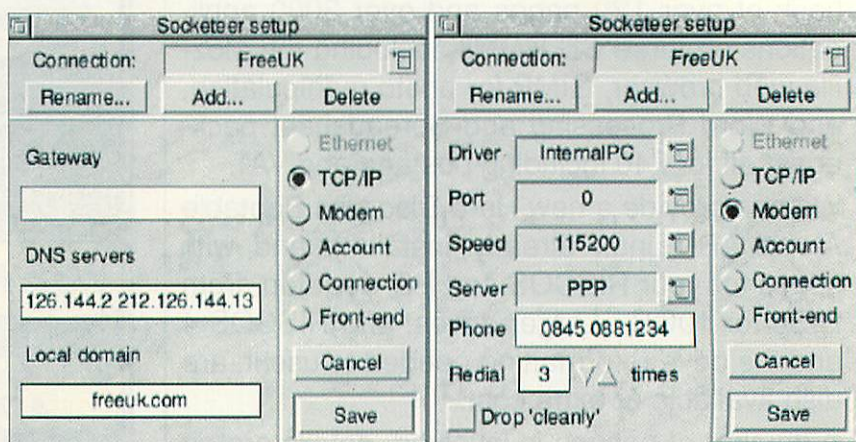 Socketeer setup
Connection: FreeUK
Rename... Add... Delete
Gateway
DNS servers
126.144.2 212.126.144.13
Local domain
freeuk.com
Ethernet
TCP/IP
Modem
Account
Connection
Front-end
Cancel
Save
Socketeer setup
Connection: FreeUK
Rename... Add... Delete
Driver InternalPC
Port 0
Speed 115200
Server PPP
Phone 0845 0881234
Redial 3 times
Drop 'cleanly'
Ethernet
TCP/IP
Modem
Account
Connection
Front-end
Cancel
Save